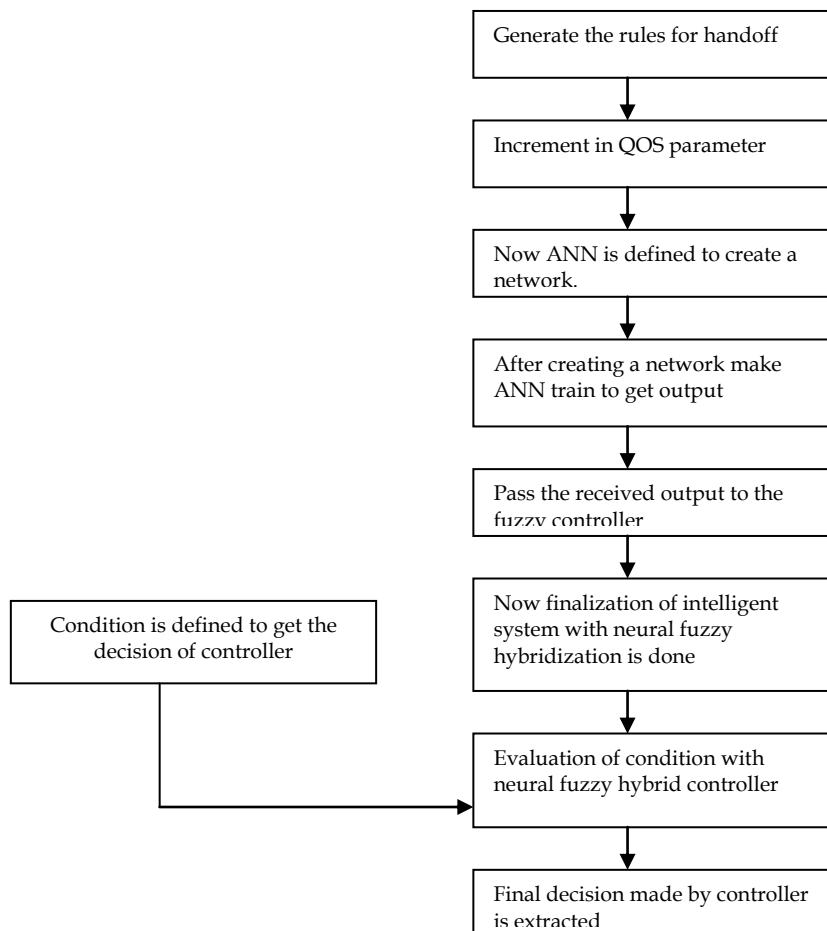 Generate the rules for handoff
Increment in QOS parameter
Now ANN is defined to create a
network.
After creating a network make
ANN train to get output
Pass the received output to the
fuzzy controller
Now finalization of intelligent
system with neural fuzzy
hybridization is done
Condition is defined to get the
decision of controller
Evaluation of condition with
neural fuzzy hybrid controller
Final decision made by controller
is extracted